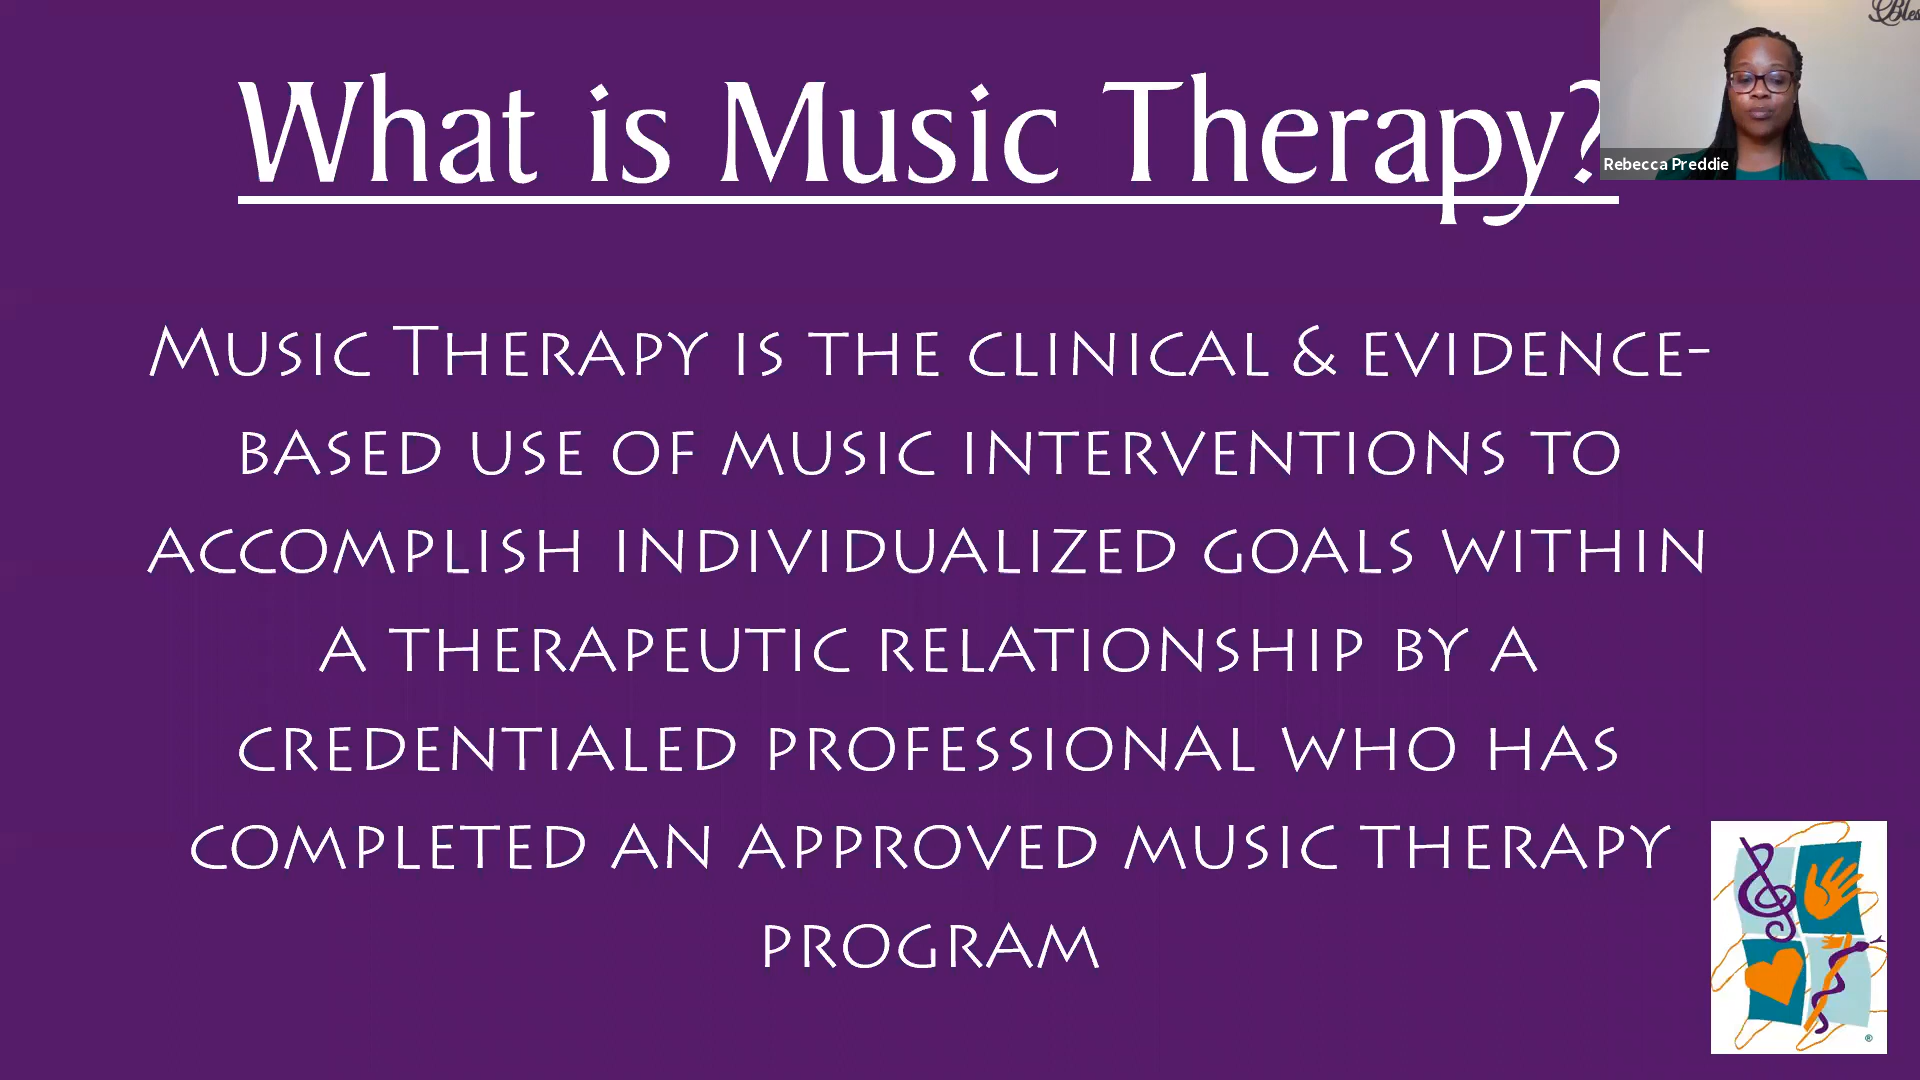 What is Music Therapy?
Rebecca Preddie
Music Therapy is the clinical & evidence-
based use of music interventions to
accomplish individualized goals within
a therapeutic relationship by a
credentialed professional who has
completed an approved music therapy
program
®